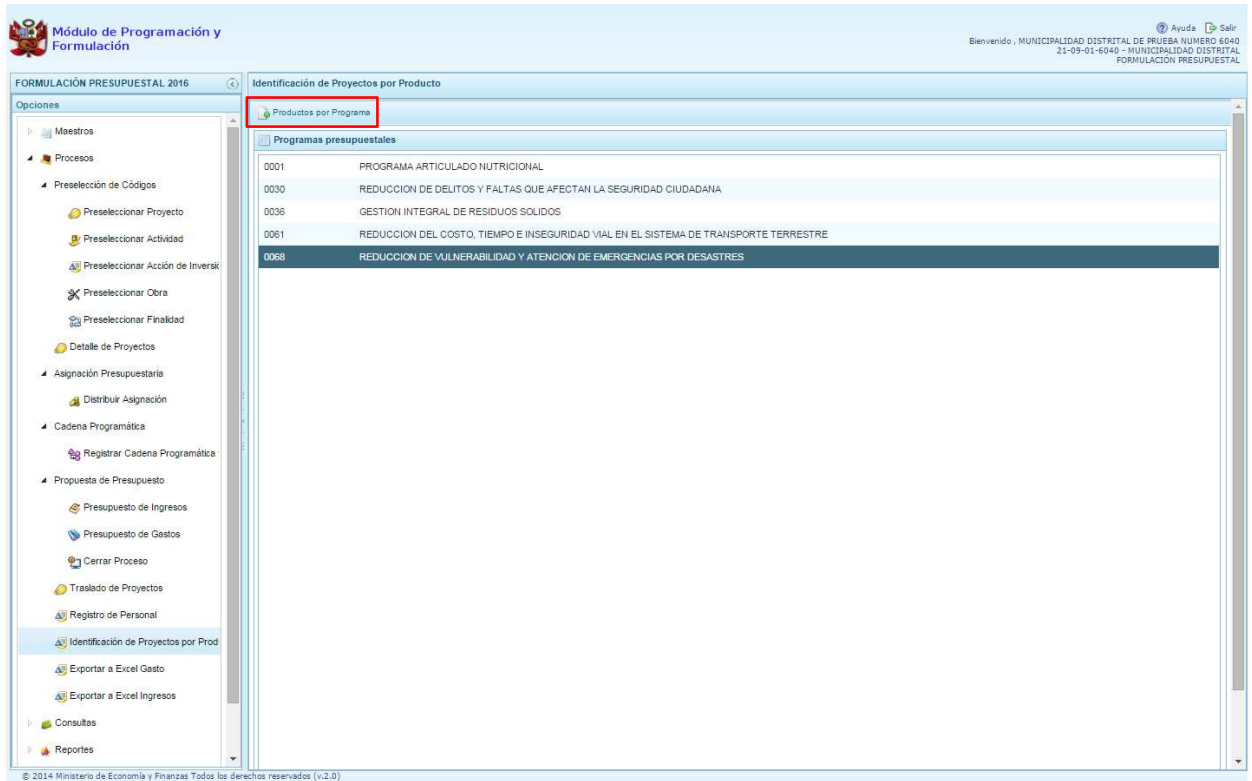 Módulo de Programación y
Formulación
Ayuda Salir
Bienvenido , MUNICIPALIDAD DISTRITAL DE PRUEBA NUMERO 6040
21-09-01-6040 - MUNICIPALIDAD DISTRITAL
FORMULACIÓN PRESUPUESTAL
FORMULACIÓN PRESUPUESTAL 2016
Identificación de Proyectos por Producto
Opciones
Productos por Programa
Maestros
Programas presupuestales
Procesos
0001 PROGRAMA ARTICULADO NUTRICIONAL
Preselección de Códigos
0030 REDUCCION DE DELITOS Y FALTAS QUE AFECTAN LA SEGURIDAD CIUDADANA
Preseleccionar Proyecto
0036 GESTION INTEGRAL DE RESIDUOS SOLIDOS
Preseleccionar Actividad
0061 REDUCCION DEL COSTO, TIEMPO E INSEGURIDAD VIAL EN EL SISTEMA DE TRANSPORTE TERRESTRE
0068 REDUCCION DE VULNERABILIDAD Y ATENCION DE EMERGENCIAS POR DESASTRES
Preseleccionar Acción de Inversic
Preseleccionar Obra
Preseleccionar Finalidad
Detalle de Proyectos
Asignación Presupuestaria
Distribuir Asignación
Cadena Programática
Registrar Cadena Programática
Propuesta de Presupuesto
Presupuesto de Ingresos
Presupuesto de Gastos
Cerrar Proceso
Traslado de Proyectos
Registro de Personal
Identificación de Proyectos por Prod
Exportar a Excel Gasto
Exportar a Excel Ingresos
Consultas
Reportes
© 2014 Ministerio de Economía y Finanzas Todos los derechos reservados (v.2.0)